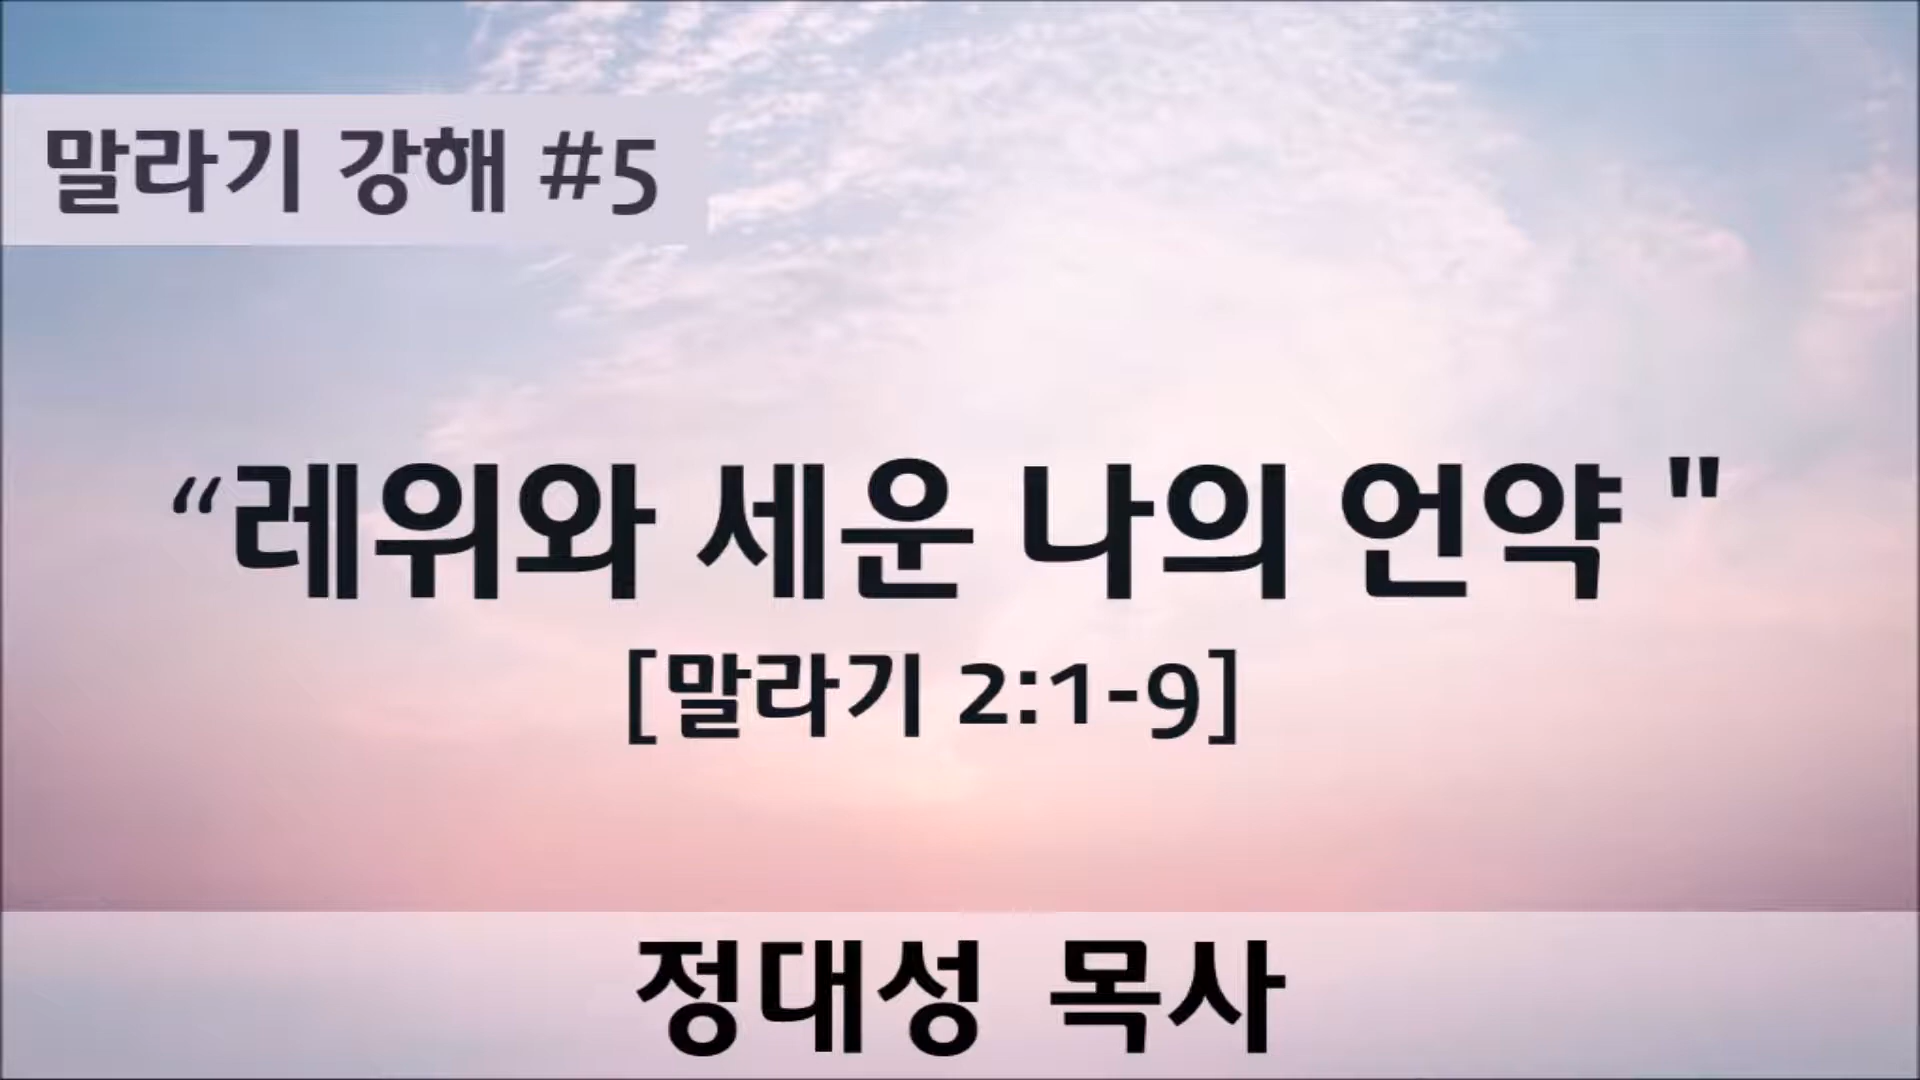 말라기 강해 #5
“레위와 세운 나의 언약 "
[말라기 2:1-9]
정대성 목사